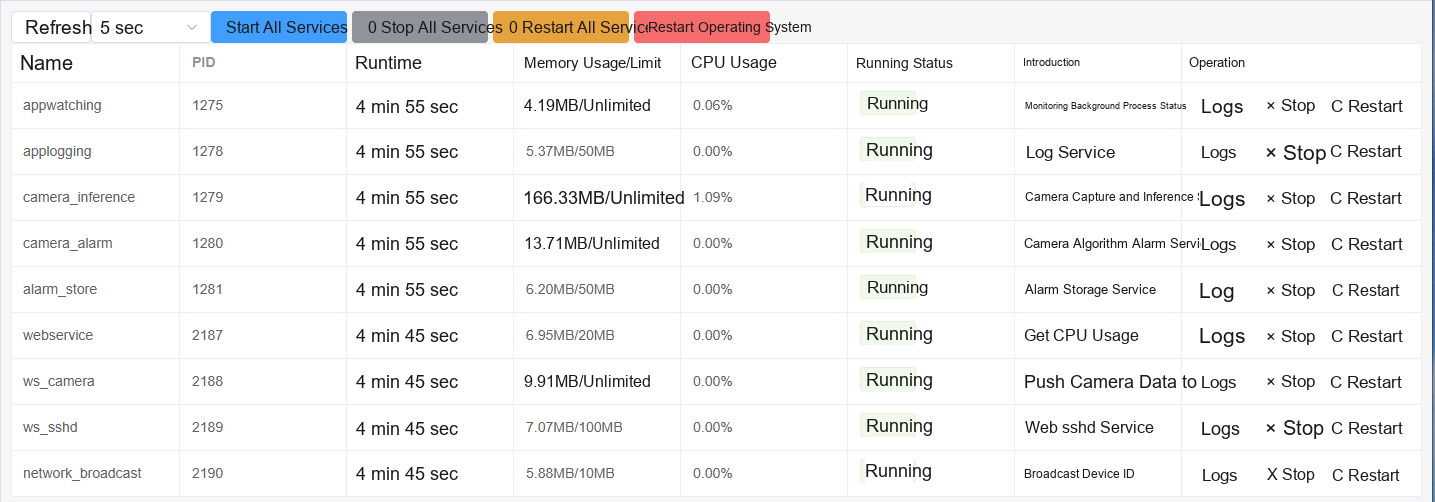 Refresh 5 sec Start All Services 0 Stop All Services 0 Restart All Servic Restart Operating System
Name PID Runtime Memory Usage/Limit CPU Usage Running Status Introduction Operation
appwatching 1275 4 min 55 sec 4.19MB/Unlimited 0.06% Running Monitoring Background Process Status Logs × Stop C Restart
applogging 1278 4 min 55 sec 5.37MB/50MB 0.00% Running Log Service Logs × Stop C Restart
camera_inference 1279 4 min 55 sec 166.33MB/Unlimited 1.09% Running Camera Capture and Inference Logs × Stop C Restart
camera_alarm 1280 4 min 55 sec 13.71MB/Unlimited 0.00% Running Camera Algorithm Alarm Servi Logs × Stop C Restart
alarm_store 1281 4 min 55 sec 6.20MB/50MB 0.00% Running Alarm Storage Service Log × Stop C Restart
webservice 2187 4 min 45 sec 6.95MB/20MB 0.00% Running Get CPU Usage Logs × Stop C Restart
ws_camera 2188 4 min 45 sec 9.91MB/Unlimited 0.00% Running Push Camera Data to Logs × Stop C Restart
ws_sshd 2189 4 min 45 sec 7.07MB/100MB 0.00% Running Web sshd Service Logs × Stop C Restart
network_broadcast 2190 4 min 45 sec 5.88MB/10MB 0.00% Running Broadcast Device ID Logs X Stop C Restart